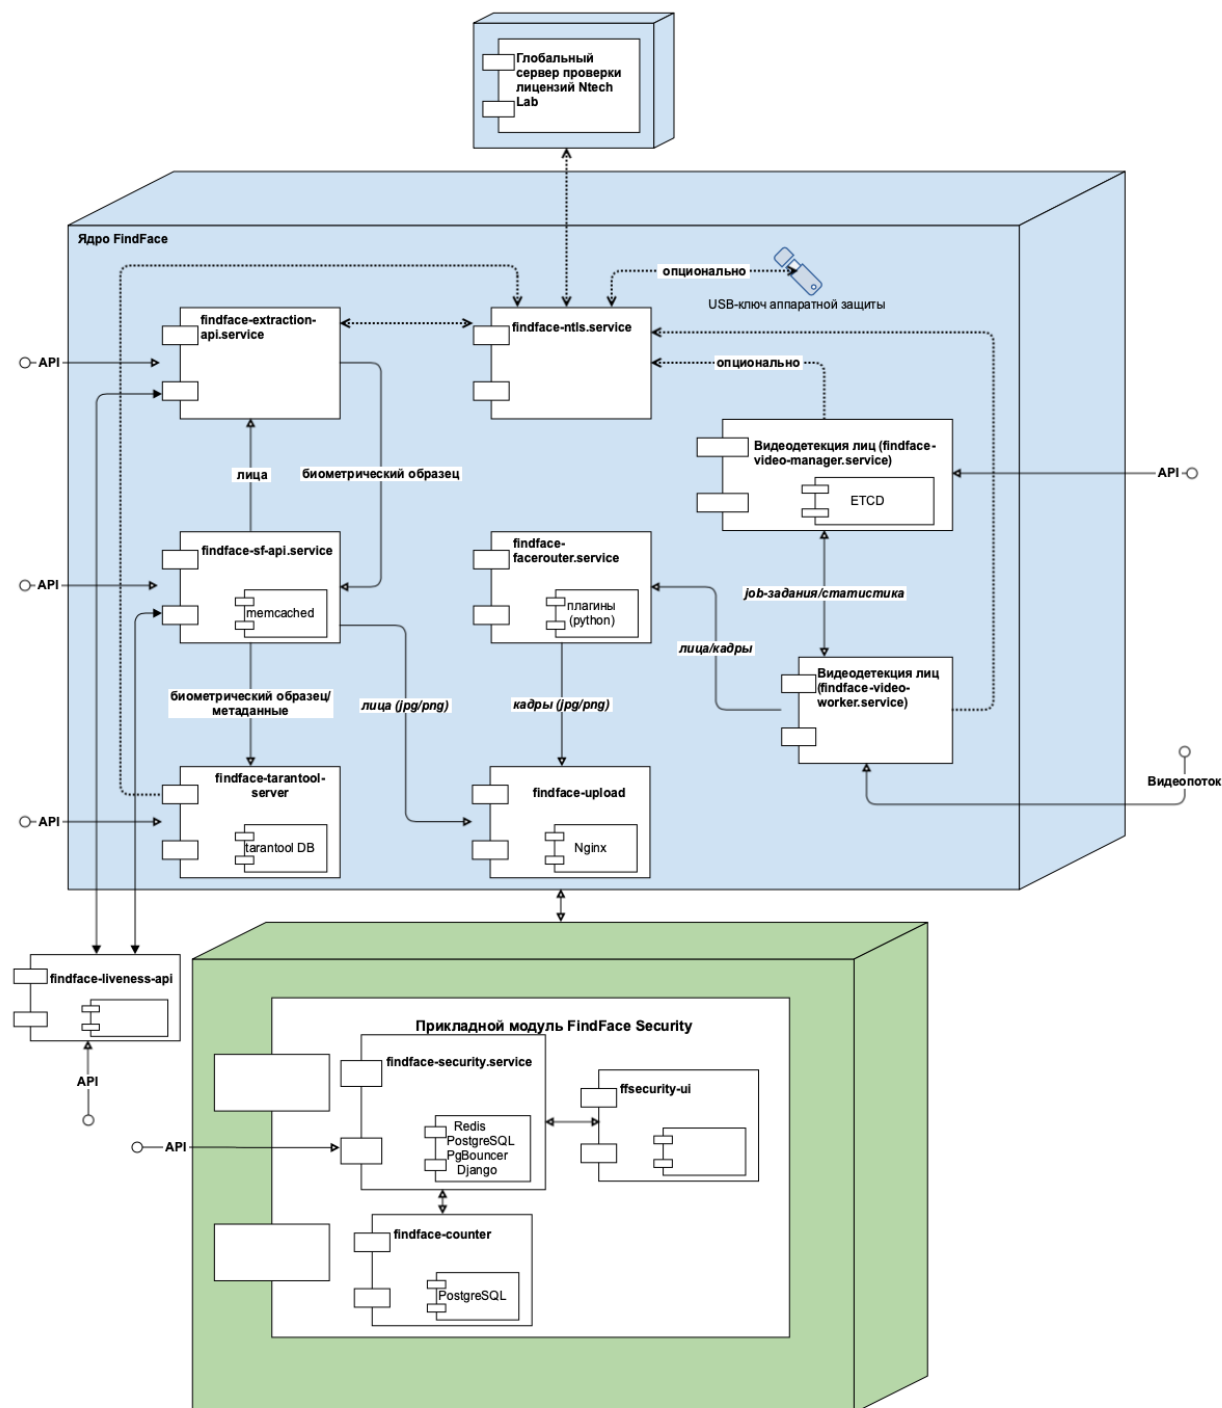 Глобальный
сервер проверки
лицензий Ntech
Lab
Ядро FindFace
опционально
USB-ключ аппаратной защиты
findface-extraction-
api.service
findface-ntls.service
API
опционально
Видеодетекция лиц (findface-
video-manager.service)
ETCD
API
лица
биометрический образец
findface-sf-api.service
memcached
API
findface-
facerouter.service
плагины
(python)
job-задания/статистика
лица/кадры
Видеодетекция лиц
(findface-video-
worker.service)
биометрический образец/
метаданные
лица (jpg/png)
кадры (jpg/png)
Видеопоток
findface-tarantool-
server
tarantool DB
API
findface-upload
Nginx
findface-liveness-api
API
Прикладной модуль FindFace Security
findface-security.service
Redis
PostgreSQL
PgBouncer
Django
API
ffsecurity-ui
findface-counter
PostgreSQL